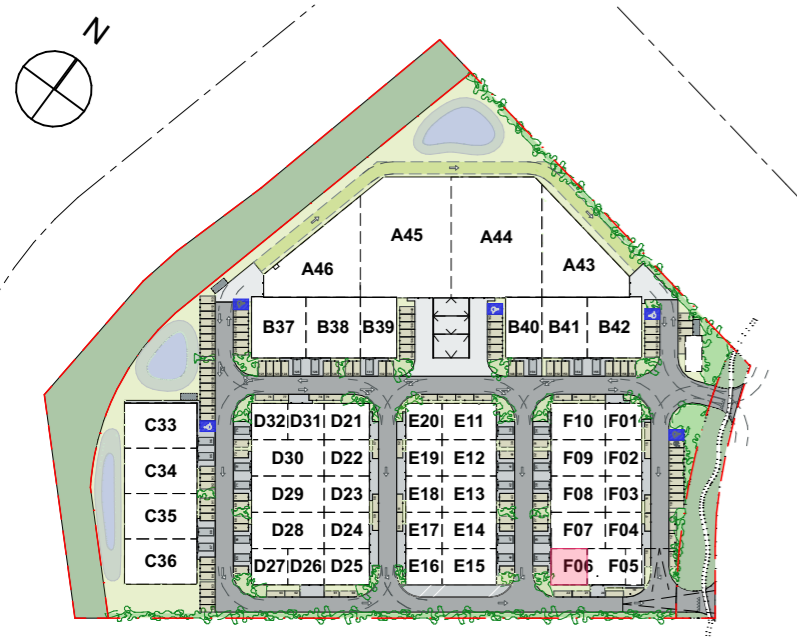 N
A45
A44
A46
A43
B37 B38 B39 B40 B41 B42
C33
C34
C35
C36
D32 D31 D21 E20 E11 F10 F01
D30 D22 E19 E12 F09 F02
D29 D23 E18 E13 F08 F03
D28 D24 E17 E14 F07 F04
D27 D26 D25 E16 E15 F06 F05